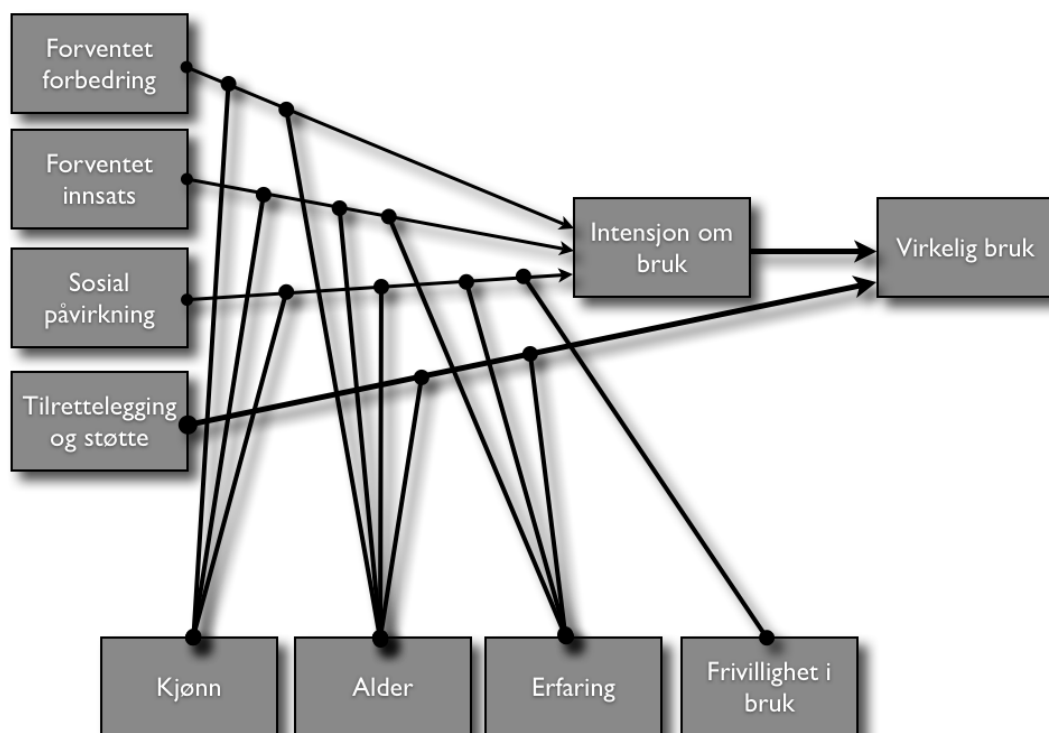 Forventet
forbedring
Forventet
innsats
Sosial
påvirkning
Tilrettelegging
og støtte
Intensjon om
bruk
Virkelig bruk
Kjønn
Alder
Erfaring
Frivillighet i
bruk